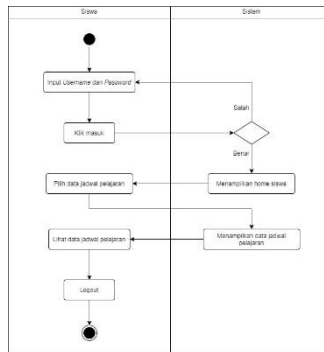 Siswa
Sistem
Input Username dan Password
Salah
Klik masuk
Benar
Pilih data jadwal pelajaran
Menampilkan home siswa
Lihat data jadwal pelajaran
Menampilkan data jadwal
pelajaran
Logout